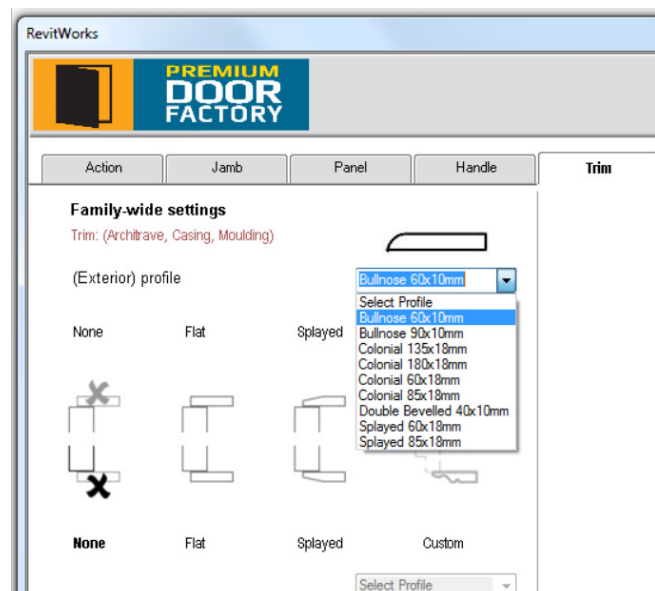 RevitWorks
PREMIUM
DOOR
FACTORY
Action Jamb Panel Handle Trim
Family-wide settings
Trim: (Architrave, Casing, Moulding)
(Exterior) profile Bullnose 60x10mm
Select Profile
Bullnose 60x10mm
Bullnose 90x10mm
Colonial 135x18mm
Colonial 180x18mm
Colonial 60x18mm
Colonial 85x18mm
Double Bevelled 40x10mm
Splayed 60x18mm
Splayed 85x18mm
None Flat Splayed
None Flat Splayed Custom
Select Profile